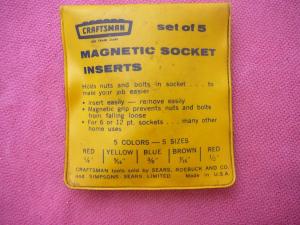 CRAFTSMAN
set of 5
MAGNETIC SOCKET
INSERTS
Holds nuts and bolts in socket . . . to
make your job easier
• Insert easily — remove easily
• Magnetic grip prevents nuts and bolts
from falling loose
• For 6 or 12 pt. sockets . . . many other
home uses
5 COLORS — 5 SIZES
RED YELLOW BLUE BROWN RED
5/16" 3/8" 7/16" 1/2"
CRAFTSMAN tools sold by SEARS, ROEBUCK AND CO.
and SIMPSONS-SEARS LIMITED. Made in U.S.A.